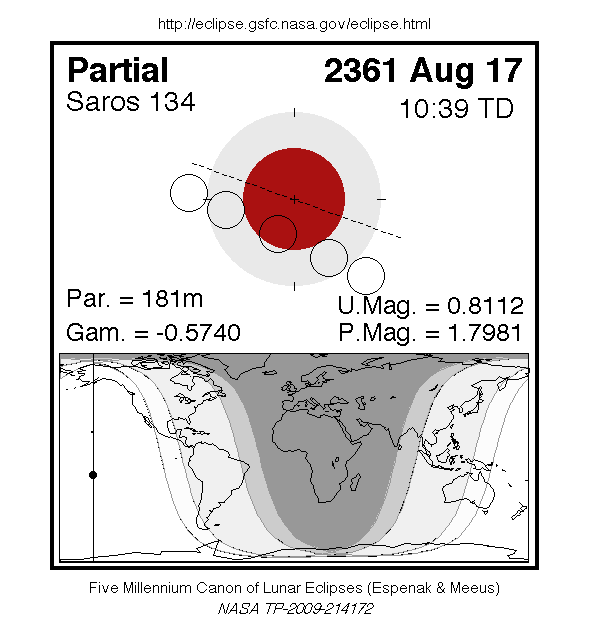 http://eclipse.gsfc.nasa.gov/eclipse.html
Partial
2361 Aug 17
Saros 134
10:39 TD
Par. = 181m
U.Mag. = 0.8112
Gam. = -0.5740
P.Mag. = 1.7981
Five Millennium Canon of Lunar Eclipses (Espenak & Meeus)
NASA TP-2009-214172